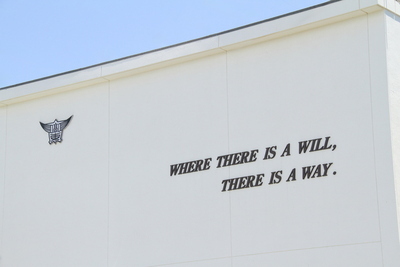 WHERE THERE IS A WILL,
THERE IS A WAY.